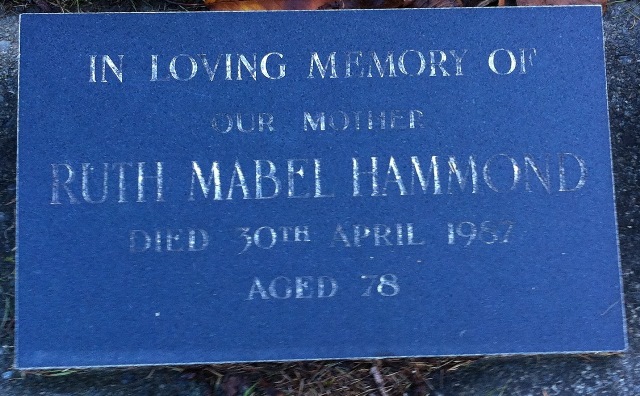 IN LOVING MEMORY OF
OUR MOTHER
RUTH MABEL HAMMOND
DIED 30TH APRIL 1987
AGED 78